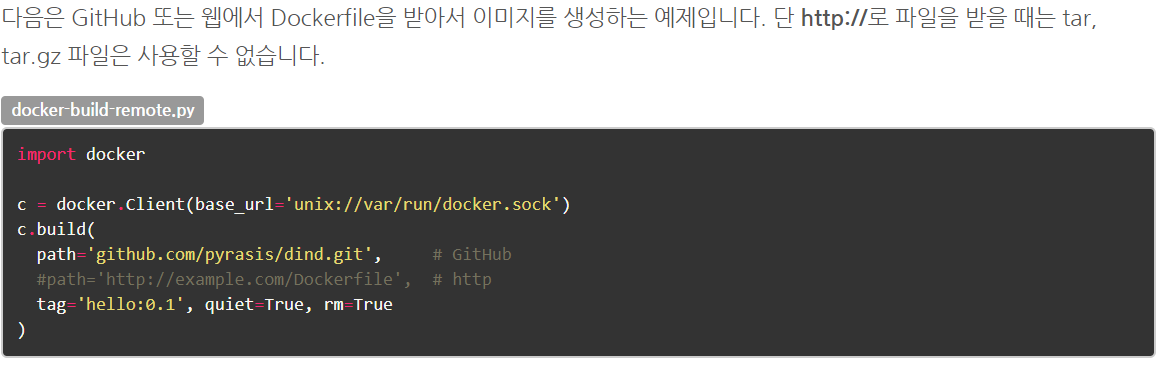 다음은 GitHub 또는 웹에서 Dockerfile을 받아서 이미지를 생성하는 예제입니다. 단 http://로 파일을 받을 때는 tar,
tar.gz 파일은 사용할 수 없습니다.
docker-build-remote.py
import docker
c = docker.Client(base_url='unix://var/run/docker.sock')
c.build(
  path='github.com/pyrasis/dind.git',     # GitHub
  #path='http://example.com/Dockerfile',  # http
  tag='hello:0.1', quiet=True, rm=True
)